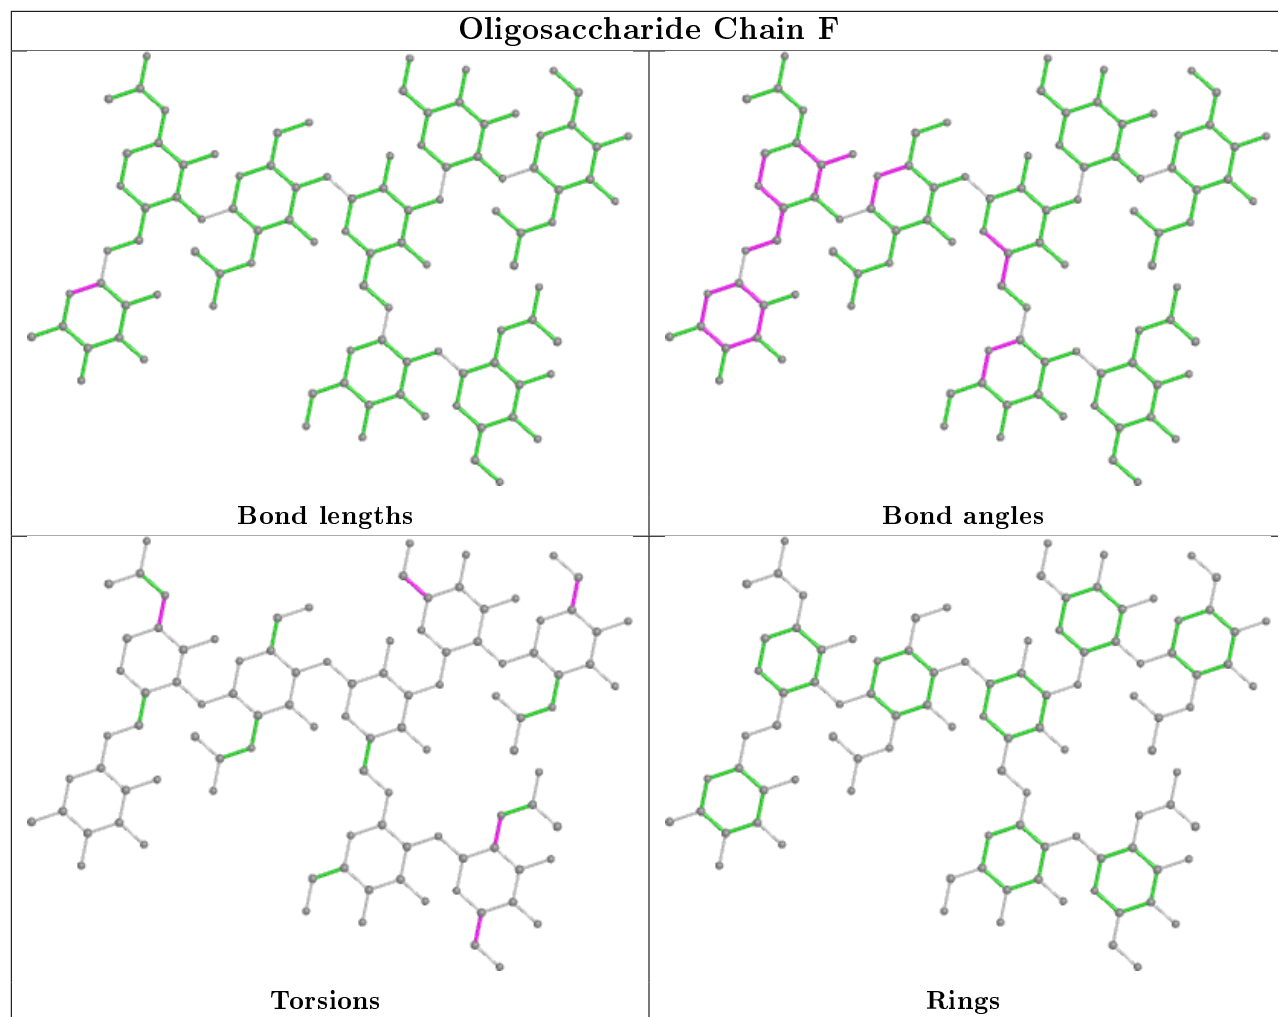 Oligosaccharide Chain F
Bond lengths
Bond angles
Torsions
Rings